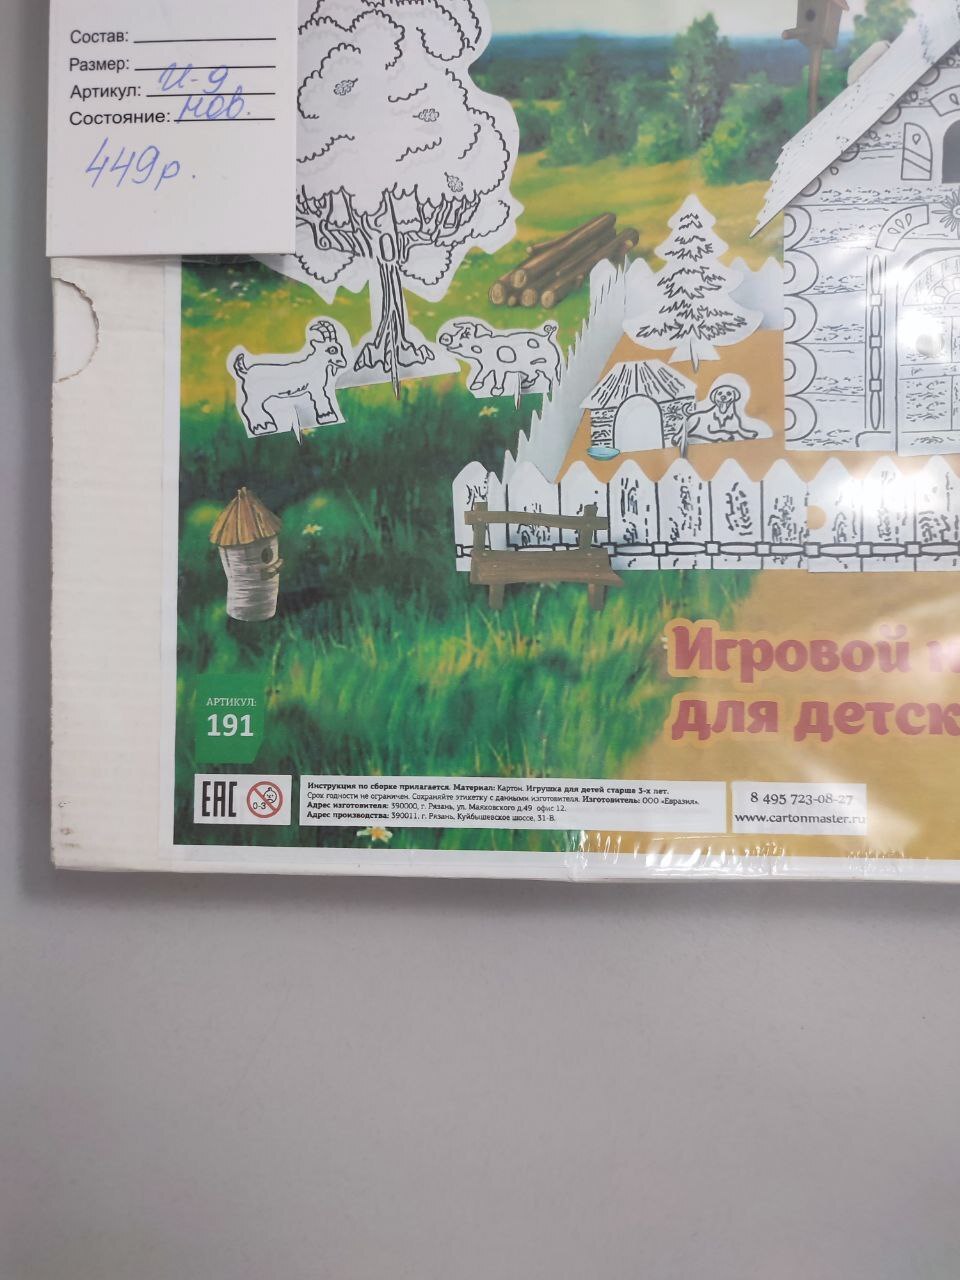 Состав:
Размер:
Артикул: И-9
Состояние: нов.
449р.
Игровой
для детск
АРТИКУЛ:
191
EAC
0-3
Инструкция по сборке прилагается. Материал: Картон. Игрушка для детей старше 3-х лет.
Срок годности не ограничен. Сохраняйте этикетку с данными изготовителя. Изготовитель: ООО «Евразия».
Адрес изготовителя: 390000, г. Рязань, ул. Маяковского д.49 офис 12.
Адрес производства: 390011, г. Рязань, Куйбышевское шоссе, 31-В.
8 495 723-08-27
www.cartonmaster.ru